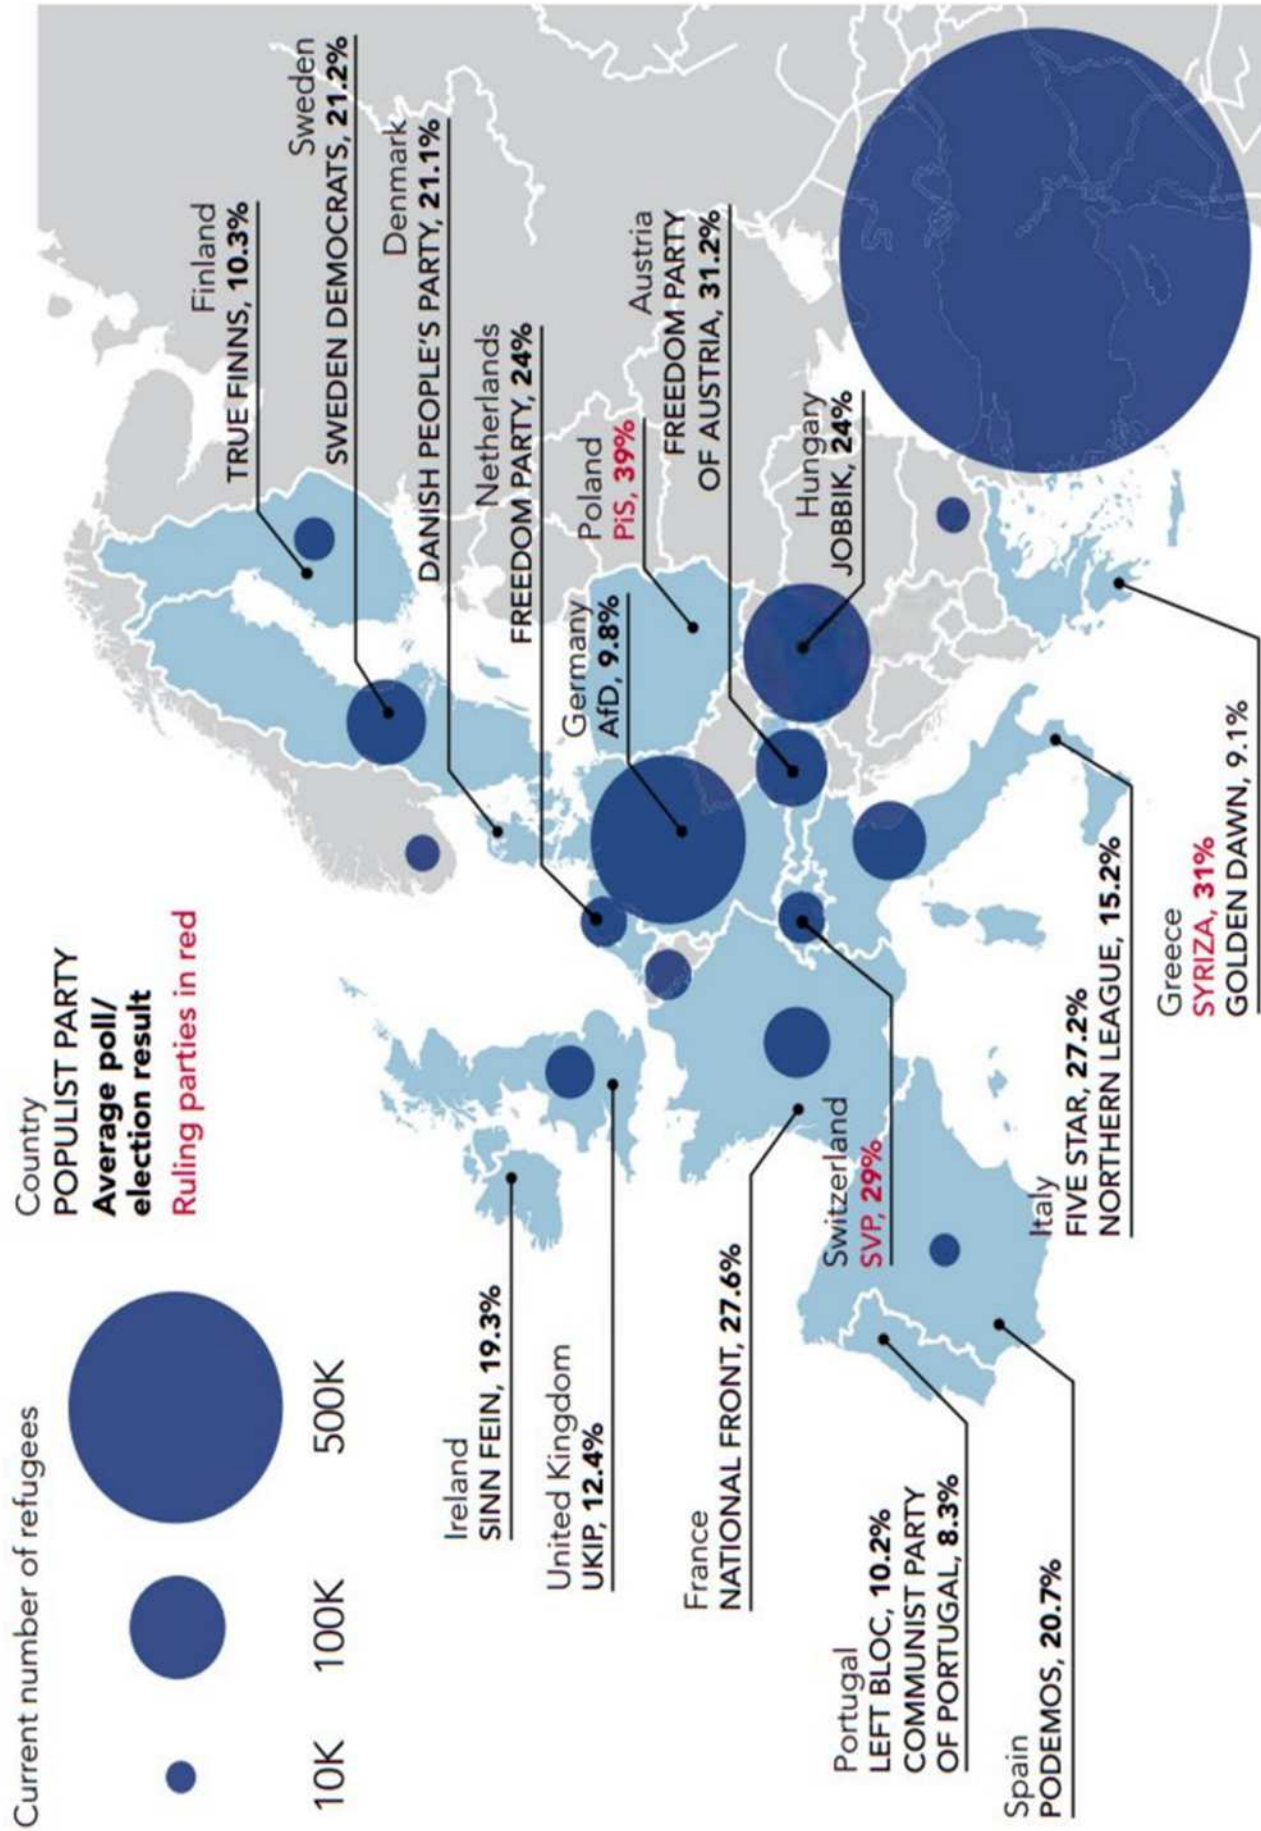 Current number of refugees
10K
100K
500K
Country
POPULIST PARTY
Average poll/
election result
Ruling parties in red
Ireland
SINN FEIN, 19.3%
United Kingdom
UKIP, 12.4%
France
NATIONAL FRONT, 27.6%
Portugal
LEFT BLOC, 10.2%
COMMUNIST PARTY
OF PORTUGAL, 8.3%
Spain
PODEMOS, 20.7%
Switzerland
SVP, 29%
Italy
FIVE STAR, 27.2%
NORTHERN LEAGUE, 15.2%
Greece
SYRIZA, 31%
GOLDEN DAWN, 9.1%
Finland
TRUE FINNS, 10.3%
Sweden
SWEDEN DEMOCRATS, 21.2%
Denmark
DANISH PEOPLE'S PARTY, 21.1%
Netherlands
FREEDOM PARTY, 24%
Germany
AfD, 9.8%
Poland
PiS, 39%
Austria
FREEDOM PARTY
OF AUSTRIA, 31.2%
Hungary
JOBBIK, 24%